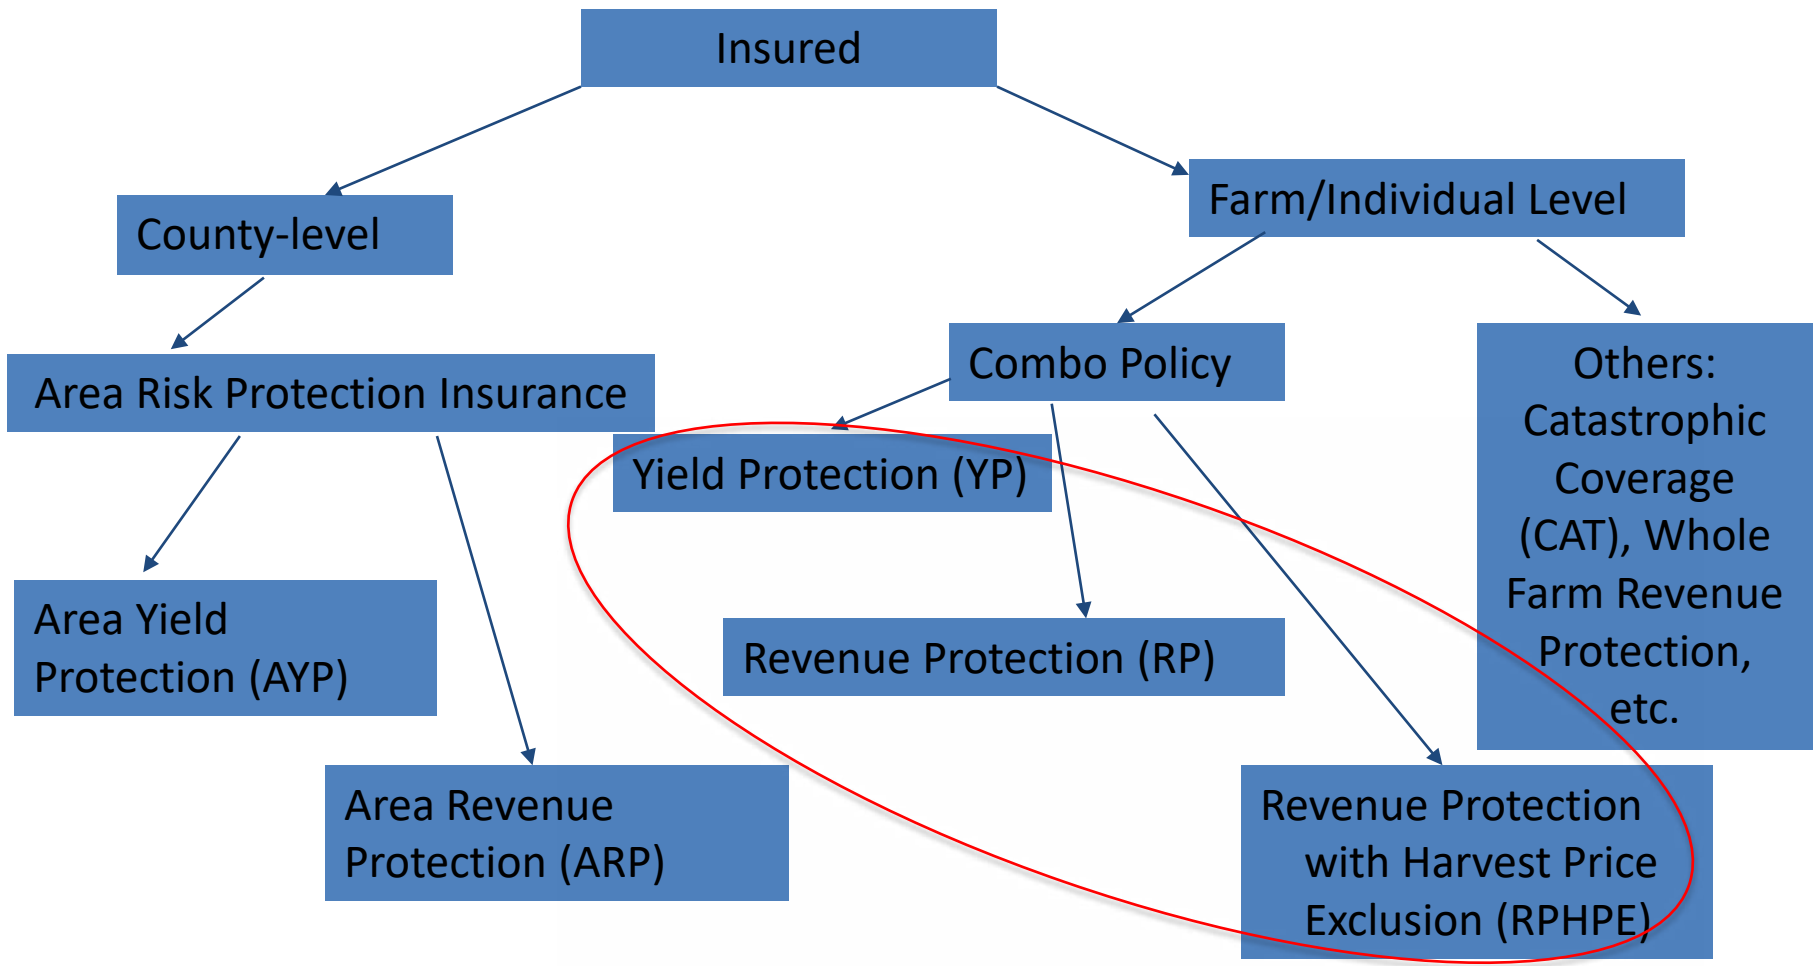 Insured
County-level
Farm/Individual Level
Area Risk Protection Insurance
Combo Policy
Others:
Catastrophic
Coverage
(CAT), Whole
Farm Revenue
Protection,
etc.
Yield Protection (YP)
Area Yield
Protection (AYP)
Revenue Protection (RP)
Area Revenue
Protection (ARP)
Revenue Protection
with Harvest Price
Exclusion (RPHPE)